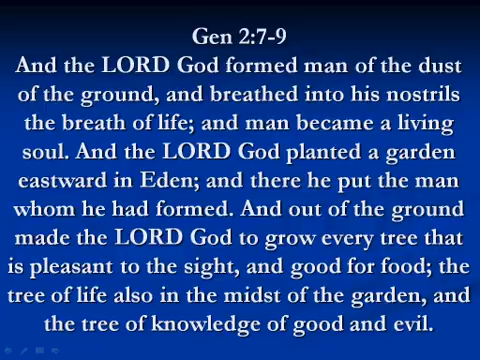 Gen 2:7-9
And the LORD God formed man of the dust
of the ground, and breathed into his nostrils
the breath of life; and man became a living
soul. And the LORD God planted a garden
eastward in Eden; and there he put the man
whom he had formed. And out of the ground
made the LORD God to grow every tree that
is pleasant to the sight, and good for food; the
tree of life also in the midst of the garden, and
the tree of knowledge of good and evil.